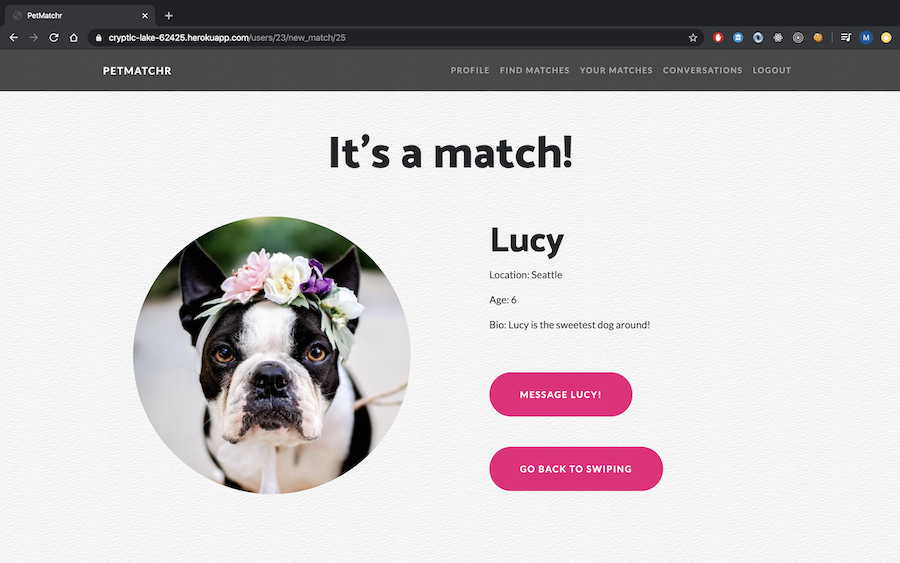 PetMatchr
cryptic-lake-62425.herokuapp.com/users/23/new_match/25
M
PETMATCHR
PROFILE FIND MATCHES YOUR MATCHES CONVERSATIONS LOGOUT
It's a match!
Lucy
Location: Seattle
Age: 6
Bio: Lucy is the sweetest dog around!
MESSAGE LUCY!
GO BACK TO SWIPING